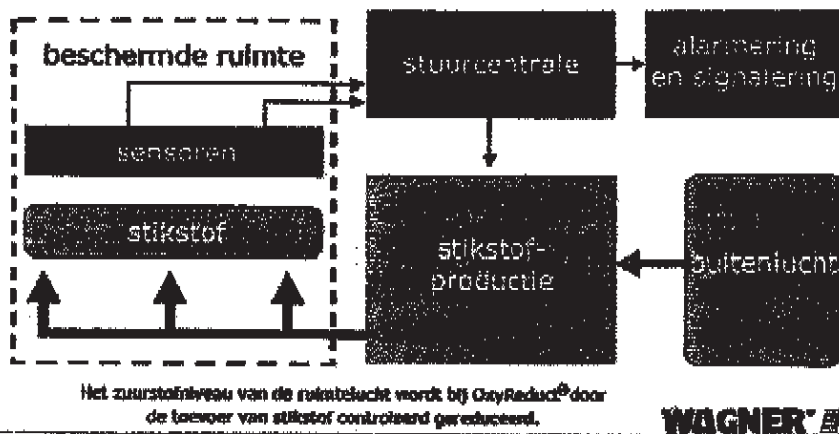 beschermde ruimte
stuurcentrale
alarmering
en signalering
sensoren
stikstof
stikstof-
productie
buitenlucht
Het zuurstofniveau van de ruimtelucht wordt bij OxyReduct® door
de toevoer van stikstof controleerd gereduceerd.
WAGNER